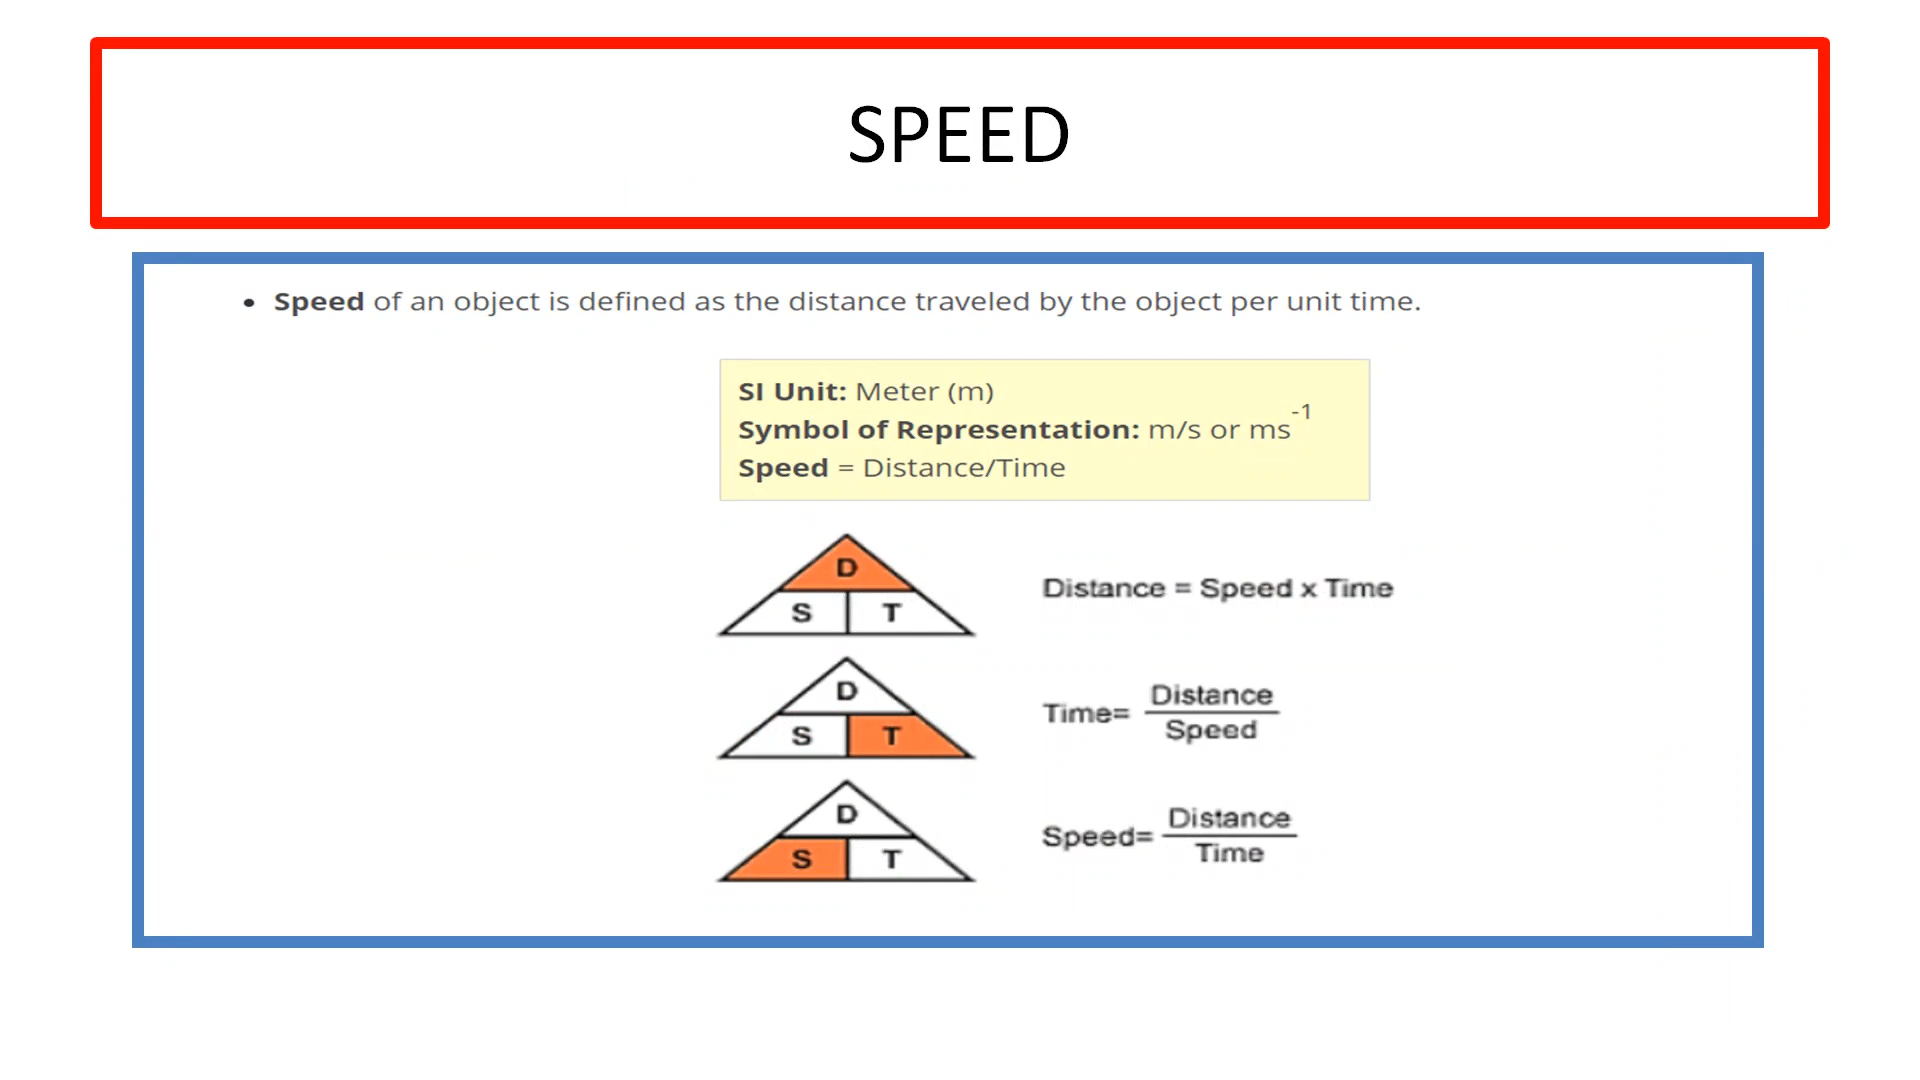 SPEED
• Speed of an object is defined as the distance traveled by the object per unit time.
SI Unit: Meter (m)
Symbol of Representation: m/s or ms-1
Speed = Distance/Time
D
S T
Distance = Speed x Time
D
S T
Time= Distance
Speed
D
S T
Speed= Distance
Time